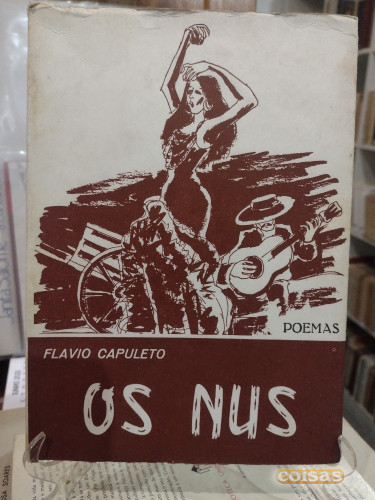 POEMAS
FLAVIO CAPULETO
OS NUS
coisas